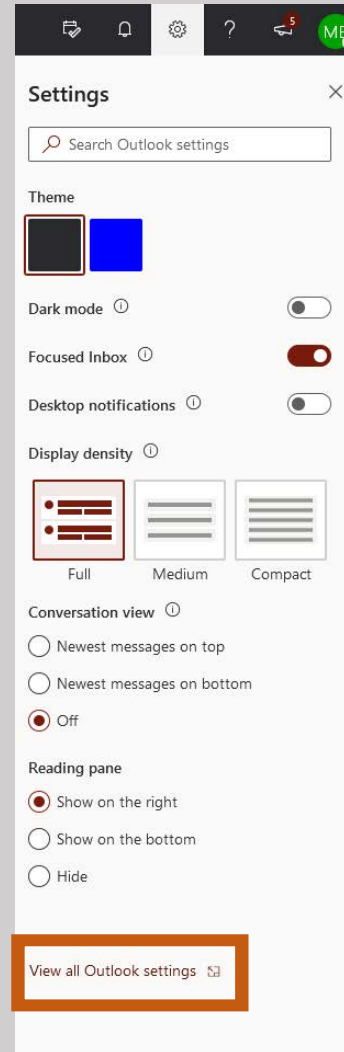 5
ME
Settings
Search Outlook settings
Theme
Dark mode
Focused Inbox
Desktop notifications
Display density
Full Medium Compact
Conversation view
Newest messages on top
Newest messages on bottom
Off
Reading pane
Show on the right
Show on the bottom
Hide
View all Outlook settings